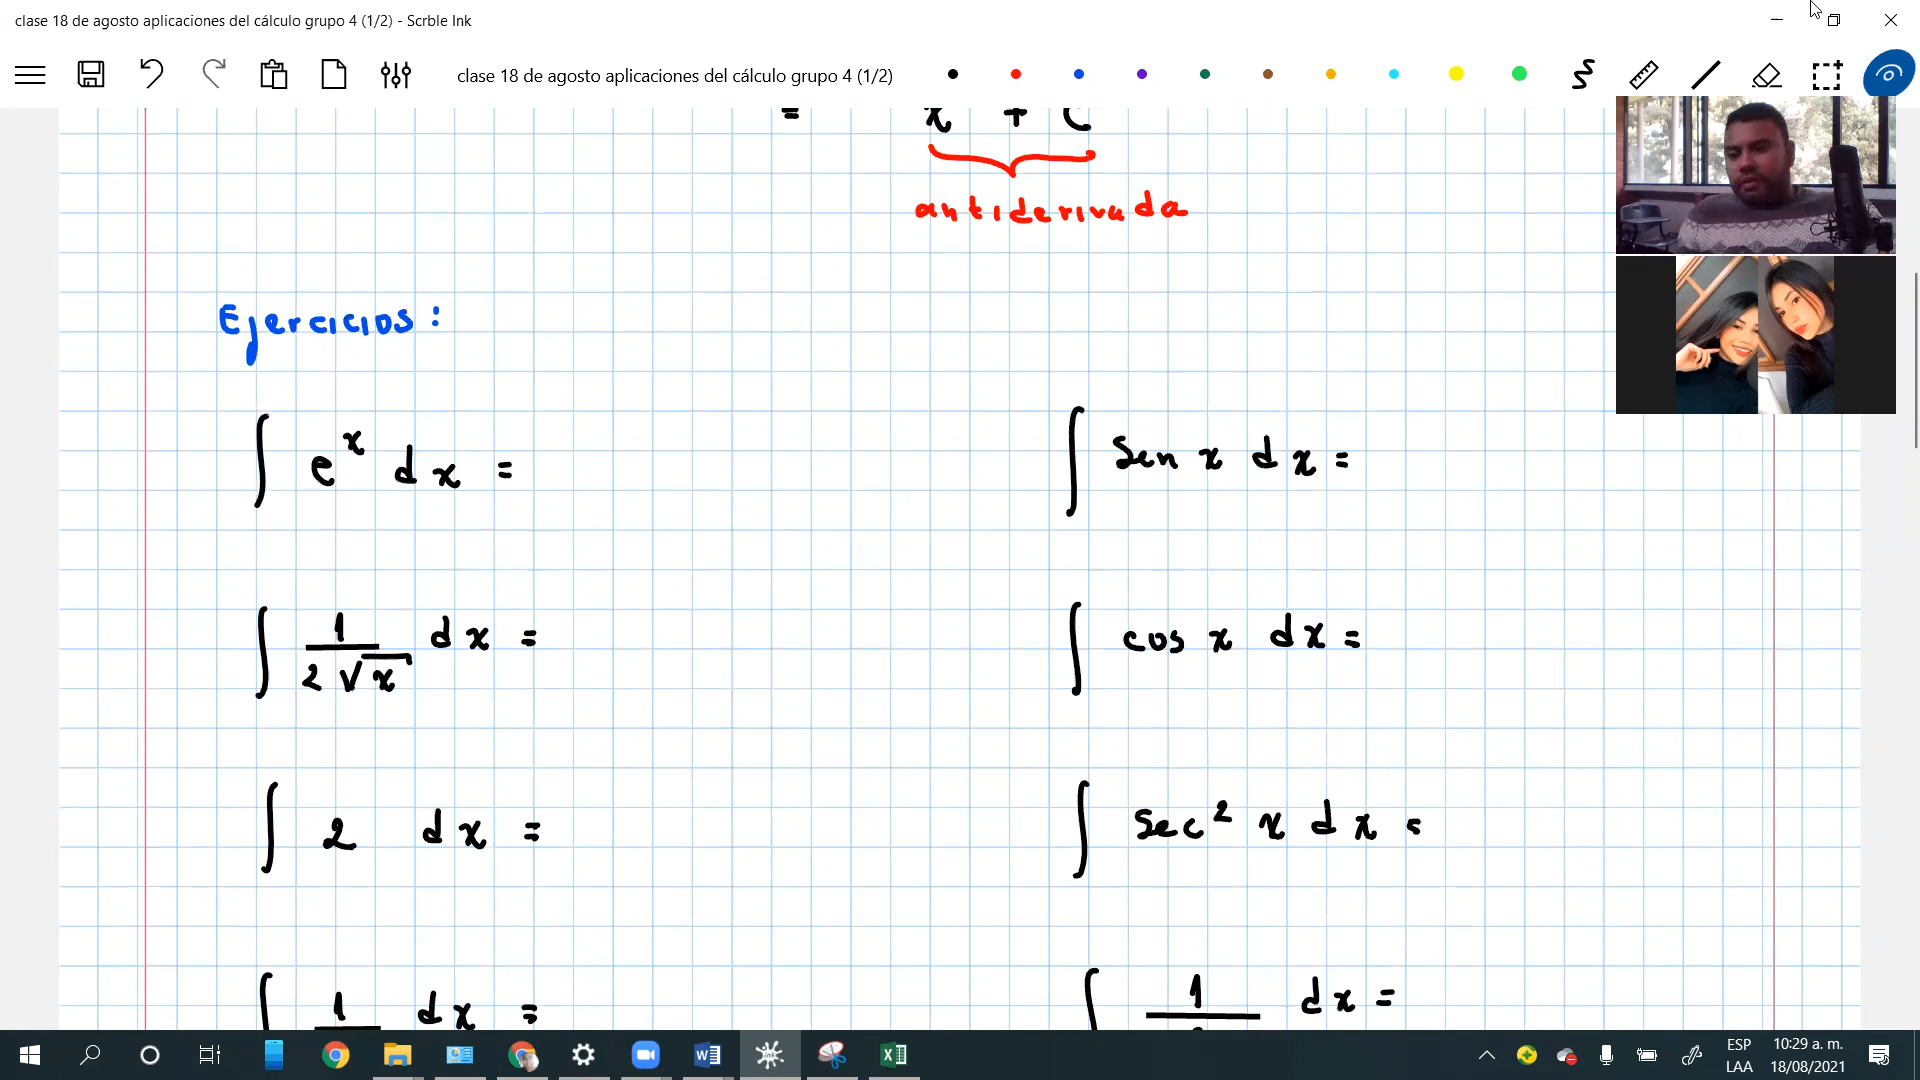 clase 18 de agosto aplicaciones del cálculo grupo 4 (1/2) - Scrble Ink
clase 18 de agosto aplicaciones del cálculo grupo 4 (1/2)
= x + C
antiderivada
Ejercicios:
∫ e^x dx =
∫ sen x dx =
∫ 1/(2√x) dx =
∫ cos x dx =
∫ 2 dx =
∫ sec² x dx =
∫ 1 dx =
∫ 1 dx =
ESP
LAA
10:29 a. m.
18/08/2021